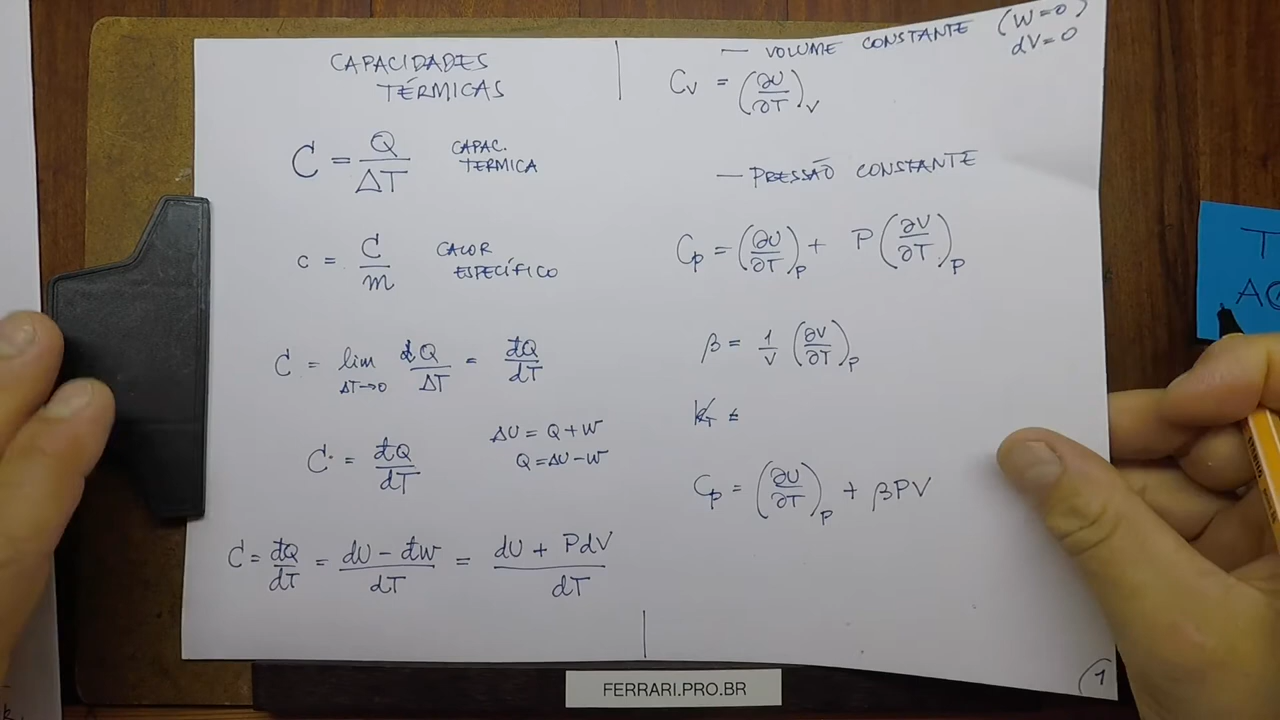 CAPACIDADES
TÉRMICAS
C = Q / ΔT
CAPAC.
TERMICA
c = C / m
CALOR
ESPECÍFICO
C = lim ΔT→0 đQ / ΔT = đQ / dT
C = đQ / dT
ΔU = Q + W
Q = ΔU − W
C = đQ / dT = dU − đW / dT = dU + PdV / dT
— VOLUME CONSTANTE (W=0)
dV=0
Cv = (∂U / ∂T)V
— PRESSÃO CONSTANTE
Cp = (∂U / ∂T)P + P (∂V / ∂T)P
β = 1 / V (∂V / ∂T)P
Cp = (∂U / ∂T)P + βPV
1
FERRARI.PRO.BR